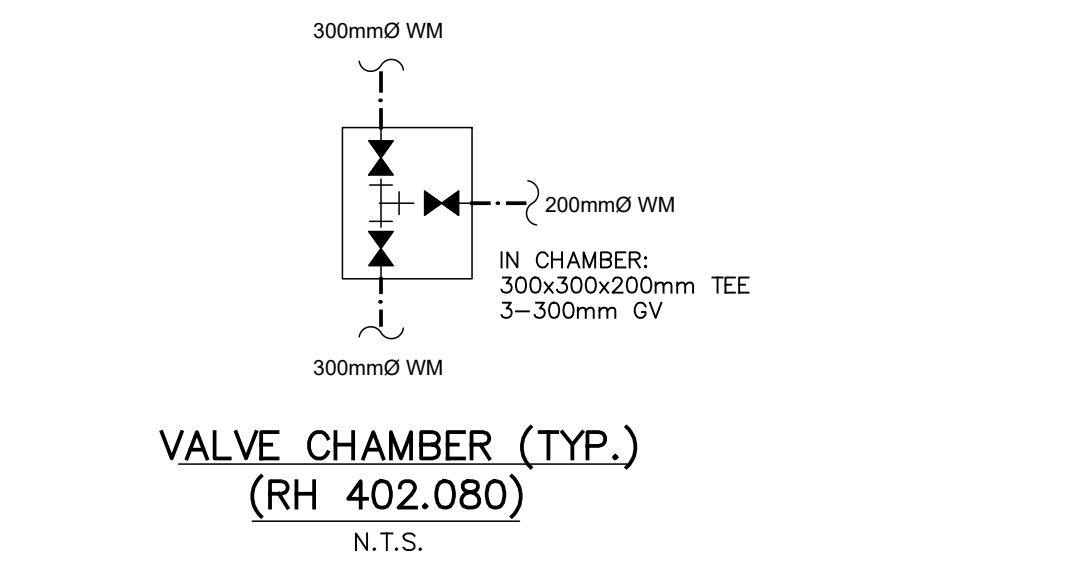 300mmØ WM
200mmØ WM
IN CHAMBER:
300x300x200mm TEE
3-300mm GV
300mmØ WM
VALVE CHAMBER (TYP.)
(RH 402.080)
N.T.S.